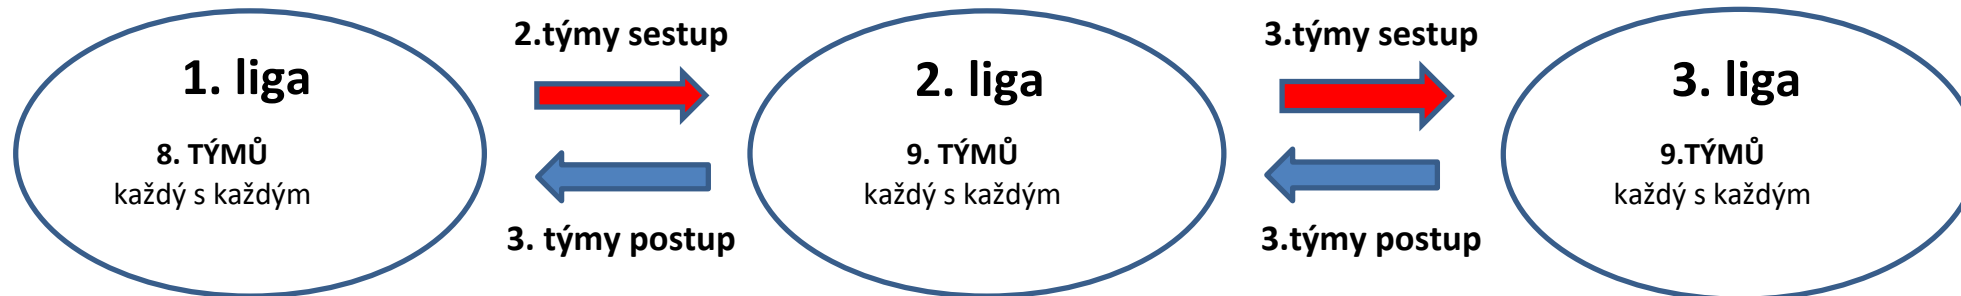 1. liga
8. TÝMŮ
každý s každým
2.týmy sestup
3. týmy postup
2. liga
9. TÝMŮ
každý s každým
3.týmy sestup
3.týmy postup
3. liga
9.TÝMŮ
každý s každým